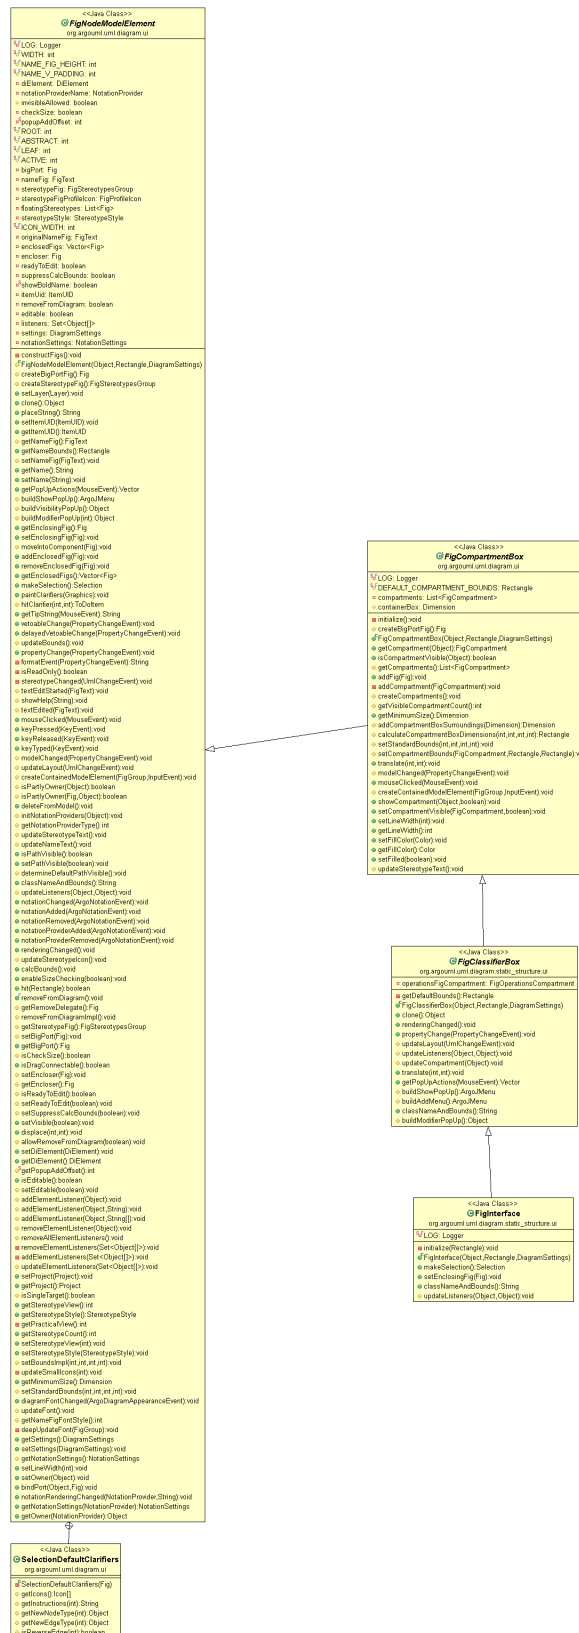 <<Java Class>>
FigNodeModelElement
org.argouml.uml.diagram.ui
LOG: Logger
WIDTH: int
NAME_FIG_HEIGHT: int
NAME_V_PADDING: int
diElement: DiElement
notationProviderName: NotationProvider
invisibleAllowed: boolean
checkSize: boolean
popupAddOffset: int
ROOT: int
ABSTRACT: int
LEAF: int
ACTIVE: int
bigPort: Fig
nameFig: FigText
stereotypeFig: FigStereotypesGroup
stereotypeFigProfileIcon: FigProfileIcon
floatingStereotypes: List<Fig>
stereotypeStyle: StereotypeStyle
ICON_WIDTH: int
originalNameFig: FigText
enclosedFigs: Vector<Fig>
encloser: Fig
readyToEdit: boolean
suppressCalcBounds: boolean
showBoldName: boolean
itemUid: ItemUID
removeFromDiagram: boolean
editable: boolean
listeners: Set<Object[]>
settings: DiagramSettings
notationSettings: NotationSettings
constructFigs():void
FigNodeModelElement(Object,Rectangle,DiagramSettings)
createBigPortFig():Fig
createStereotypeFig():FigStereotypesGroup
setLayer(Layer):void
clone():Object
placeString():String
setItemUID(ItemUID):void
getItemUID():ItemUID
getNameFig():FigText
getNameBounds():Rectangle
setNameFig(FigText):void
getName():String
setName(String):void
getPopUpActions(MouseEvent):Vector
buildShowPopUp():ArgoJMenu
buildVisibilityPopUp():Object
buildModifierPopUp(int):Object
getEnclosingFig():Fig
setEnclosingFig(Fig):void
moveIntoComponent(Fig):void
addEnclosedFig(Fig):void
removeEnclosedFig(Fig):void
getEnclosedFigs():Vector<Fig>
makeSelection():Selection
paintClarifiers(Graphics):void
hitClarifier(int,int):ToDoItem
getTipString(MouseEvent):String
vetoableChange(PropertyChangeEvent):void
delayedVetoableChange(PropertyChangeEvent):void
updateBounds():void
propertyChange(PropertyChangeEvent):void
formatEvent(PropertyChangeEvent):String
isReadOnly():boolean
stereotypeChanged(UmlChangeEvent):void
textEditStarted(FigText):void
showHelp(String):void
textEdited(FigText):void
mouseClicked(MouseEvent):void
keyPressed(KeyEvent):void
keyReleased(KeyEvent):void
keyTyped(KeyEvent):void
modelChanged(PropertyChangeEvent):void
updateLayout(UmlChangeEvent):void
createContainedModelElement(FigGroup,InputEvent):void
isPartlyOwner(Object):boolean
isPartlyOwner(Fig,Object):boolean
deleteFromModel():void
initNotationProviders(Object):void
getNotationProviderType():int
updateStereotypeText():void
updateNameText():void
isPathVisible():boolean
setPathVisible(boolean):void
determineDefaultPathVisible():void
classNameAndBounds():String
updateListeners(Object,Object):void
notationChanged(ArgoNotationEvent):void
notationAdded(ArgoNotationEvent):void
notationRemoved(ArgoNotationEvent):void
notationProviderAdded(ArgoNotationEvent):void
notationProviderRemoved(ArgoNotationEvent):void
renderingChanged():void
updateStereotypeIcon():void
calcBounds():void
enableSizeChecking(boolean):void
hit(Rectangle):boolean
removeFromDiagram():void
getRemoveDelegate():Fig
removeFromDiagramImpl():void
getStereotypeFig():FigStereotypesGroup
setBigPort(Fig):void
getBigPort():Fig
isCheckSize():boolean
isDragConnectable():boolean
setEncloser(Fig):void
getEncloser():Fig
isReadyToEdit():boolean
setReadyToEdit(boolean):void
setSuppressCalcBounds(boolean):void
setVisible(boolean):void
displace(int,int):void
allowRemoveFromDiagram(boolean):void
setDiElement(DiElement):void
getDiElement():DiElement
getPopupAddOffset():int
isEditable():boolean
setEditable(boolean):void
addElementListener(Object):void
addElementListener(Object,String):void
addElementListener(Object,String[]):void
removeElementListener(Object):void
removeAllElementListeners():void
removeElementListeners(Set<Object[]>):void
addElementListeners(Set<Object[]>):void
updateElementListeners(Set<Object[]>):void
setProject(Project):void
getProject():Project
isSingleTarget():boolean
getStereotypeView():int
getStereotypeStyle():StereotypeStyle
getPracticalView():int
getStereotypeCount():int
setStereotypeView(int):void
setStereotypeStyle(StereotypeStyle):void
setBoundsImpl(int,int,int,int):void
updateSmallIcons(int):void
getMinimumSize():Dimension
setStandardBounds(int,int,int,int):void
diagramFontChanged(ArgoDiagramAppearanceEvent):void
updateFont():void
getNameFigFontStyle():int
deepUpdateFont(FigGroup):void
getSettings():DiagramSettings
setSettings(DiagramSettings):void
getNotationSettings():NotationSettings
setLineWidth(int):void
setOwner(Object):void
bindPort(Object,Fig):void
notationRenderingChanged(NotationProvider,String):void
getNotationSettings(NotationProvider):NotationSettings
getOwner(NotationProvider):Object
<<Java Class>>
SelectionDefaultClarifiers
org.argouml.uml.diagram.ui
SelectionDefaultClarifiers(Fig)
getIcons():Icon[]
getInstructions(int):String
getNewNodeType(int):Object
getNewEdgeType(int):Object
isReverseEdge(int):boolean
<<Java Class>>
FigCompartmentBox
org.argouml.uml.diagram.ui
LOG: Logger
DEFAULT_COMPARTMENT_BOUNDS: Rectangle
compartments: List<FigCompartment>
containerBox: Dimension
initialize():void
createBigPortFig():Fig
FigCompartmentBox(Object,Rectangle,DiagramSettings)
getCompartment(Object):FigCompartment
isCompartmentVisible(Object):boolean
getCompartments():List<FigCompartment>
addFig(Fig):void
addCompartment(FigCompartment):void
createCompartments():void
getVisibleCompartmentCount():int
getMinimumSize():Dimension
addCompartmentBoxSurroundings(Dimension):Dimension
calculateCompartmentBoxDimensions(int,int,int,int):Rectangle
setStandardBounds(int,int,int,int):void
setCompartmentBounds(FigCompartment,Rectangle,Rectangle):v
translate(int,int):void
modelChanged(PropertyChangeEvent):void
mouseClicked(MouseEvent):void
createContainedModelElement(FigGroup,InputEvent):void
showCompartment(Object,boolean):void
setCompartmentVisible(FigCompartment,boolean):void
setLineWidth(int):void
getLineWidth():int
setFillColor(Color):void
getFillColor():Color
setFilled(boolean):void
updateStereotypeText():void
<<Java Class>>
FigClassifierBox
org.argouml.uml.diagram.static_structure.ui
operationsFigCompartment: FigOperationsCompartment
getDefaultBounds():Rectangle
FigClassifierBox(Object,Rectangle,DiagramSettings)
clone():Object
renderingChanged():void
propertyChange(PropertyChangeEvent):void
updateLayout(UmlChangeEvent):void
updateListeners(Object,Object):void
updateCompartment(Object):void
translate(int,int):void
getPopUpActions(MouseEvent):Vector
buildShowPopUp():ArgoJMenu
buildAddMenu():ArgoJMenu
classNameAndBounds():String
buildModifierPopUp():Object
<<Java Class>>
FigInterface
org.argouml.uml.diagram.static_structure.ui
LOG: Logger
initialize(Rectangle):void
FigInterface(Object,Rectangle,DiagramSettings)
makeSelection():Selection
setEnclosingFig(Fig):void
classNameAndBounds():String
updateListeners(Object,Object):void